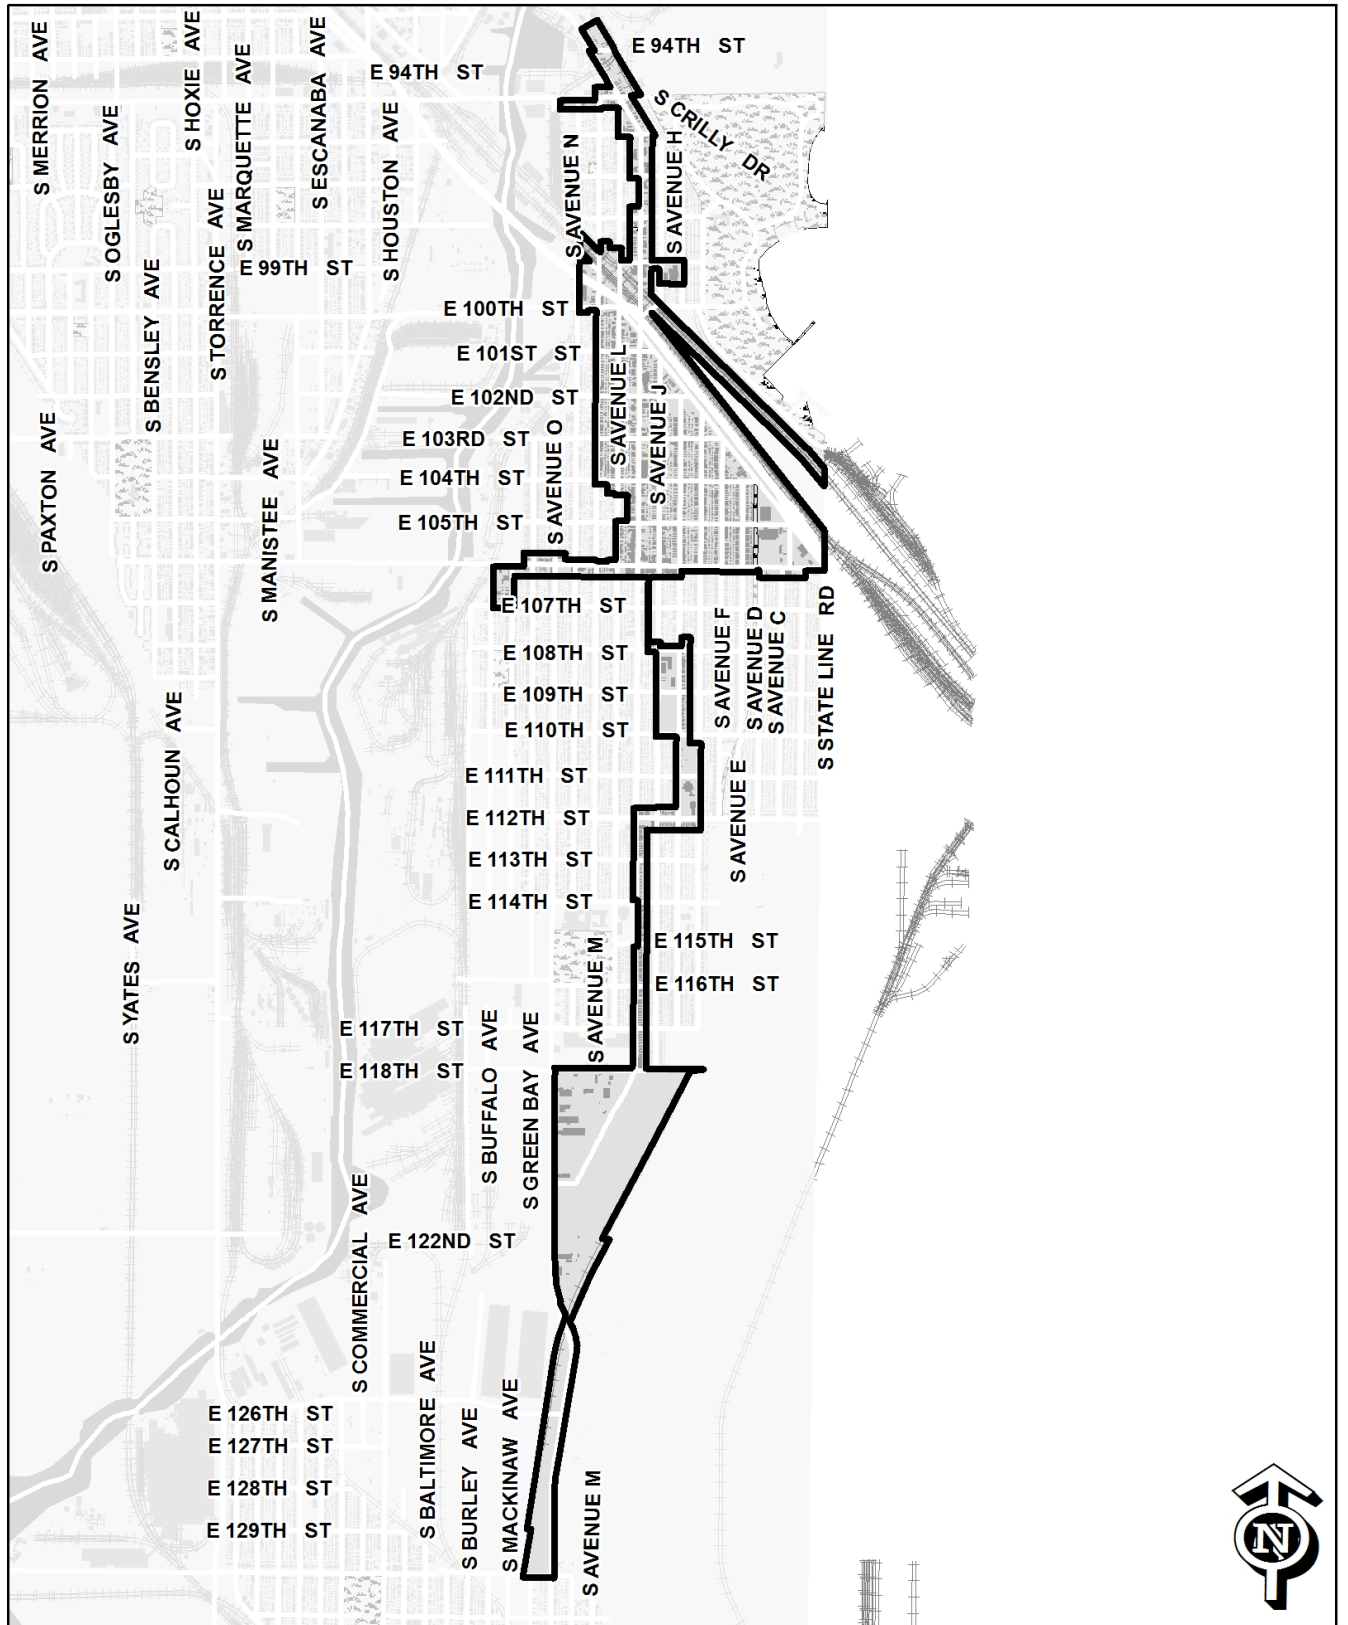 S MERRION AVE
S HOXIE AVE
S MARQUETTE AVE
S ESCANABA AVE
E 94TH ST
E 94TH ST
S OGLESBY AVE
S HOUSTON AVE
S CRILLY DR
S AVENUE N
S AVENUE H
S TORRENCE AVE
S BENSLEY AVE
E 99TH ST
E 100TH ST
E 101ST ST
S AVENUE L
S AVENUE J
E 102ND ST
S PAXTON AVE
S MANISTEE AVE
E 103RD ST
S AVENUE O
E 104TH ST
E 105TH ST
E 107TH ST
S AVENUE F
S AVENUE D
S AVENUE C
S STATE LINE RD
E 108TH ST
E 109TH ST
E 110TH ST
S CALHOUN AVE
E 111TH ST
S AVENUE E
E 112TH ST
E 113TH ST
E 114TH ST
S YATES AVE
S AVENUE M
E 115TH ST
E 116TH ST
E 117TH ST
S BUFFALO AVE
S GREEN BAY AVE
E 118TH ST
S COMMERCIAL AVE
E 122ND ST
S BALTIMORE AVE
S BURLEY AVE
S MACKINAW AVE
E 126TH ST
E 127TH ST
E 128TH ST
E 129TH ST
S AVENUE M
N